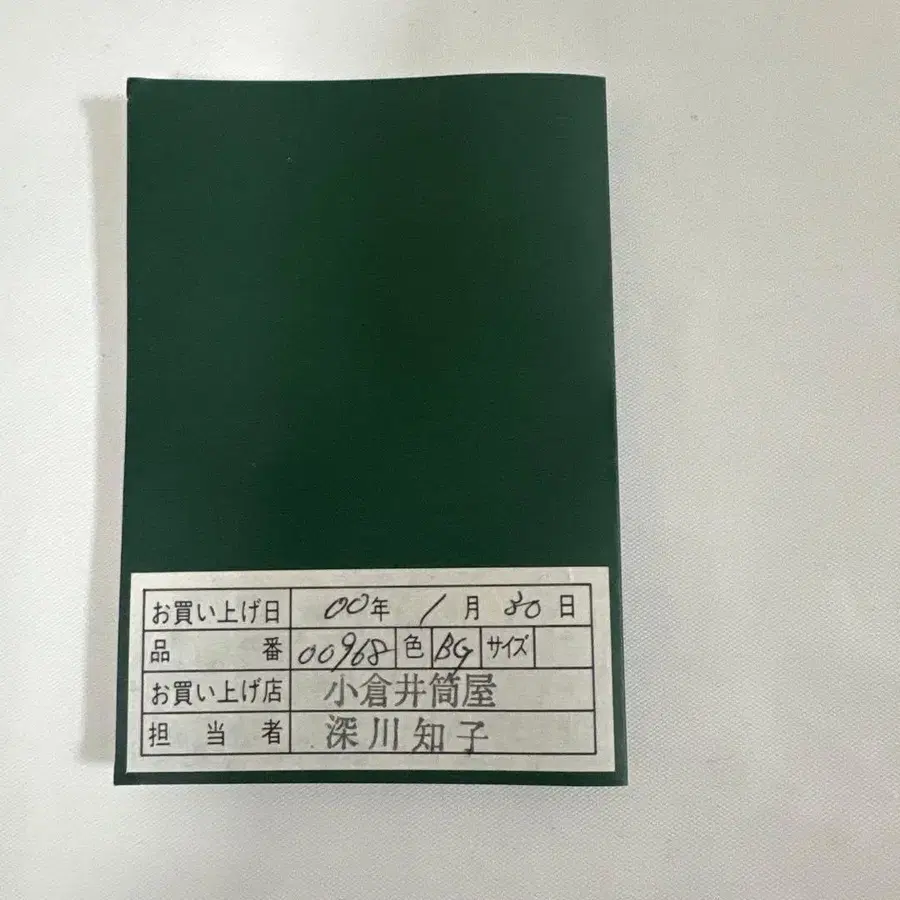 お買い上げ日 00年 1月 30日
品番 00968 色 BG サイズ
お買い上げ店 小倉井筒屋
担当者 深川知子